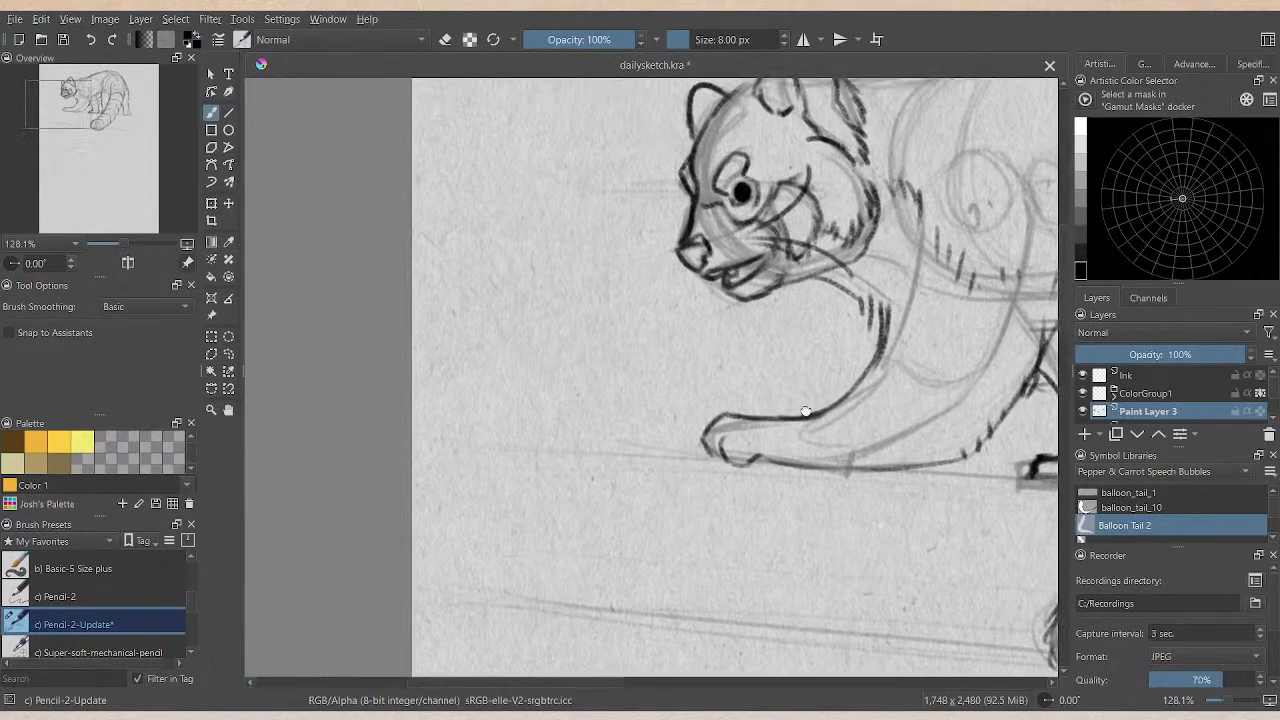 File Edit View Image Layer Select Filter Tools Settings Window Help
Normal
Opacity: 100%
Size: 8.00 px
Overview
dailysketch.kra *
Artisti...
G...
Advance...
Specifi...
Artistic Color Selector
Select a mask in
"Gamut Masks" docker
128.1%
0.00°
Tool Options
Brush Smoothing:
Basic
Snap to Assistants
Layers
Channels
Layers
Normal
Opacity: 100%
Ink
ColorGroup1
Paint Layer 3
Palette
Color 1
Josh's Palette
Symbol Libraries
Pepper & Carrot Speech Bubbles
balloon_tail_1
balloon_tail_10
Balloon Tail 2
Brush Presets
My Favorites
Tag
b) Basic-5 Size plus
c) Pencil-2
c) Pencil-2-Update*
c) Super-soft-mechanical-pencil
Search
Filter in Tag
Recorder
Recordings directory:
C:/Recordings
Capture interval:
3 sec.
Format:
JPEG
Quality:
70%
c) Pencil-2-Update
RGB/Alpha (8-bit integer/channel) sRGB-elle-V2-srgbtrc.icc
1,748 x 2,480 (92.5 MiB)
0.00°
128.1%